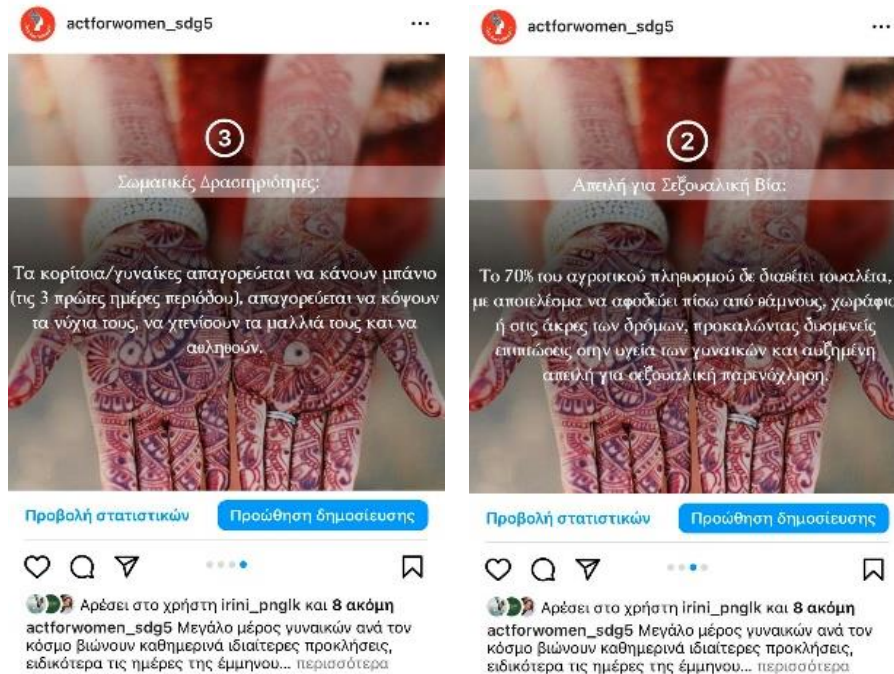 actforwomen_sdg5
3
Σωματικές Δραστηριότητες:
Τα κορίτσια/γυναίκες απαγορεύεται να κάνουν μπάνιο
(τις 3 πρώτες ημέρες περιόδου), απαγορεύεται να κόψουν
τα νύχια τους, να χτενίσουν τα μαλλιά τους και να
αθληθούν.
Προβολή στατιστικών
Προώθηση δημοσίευσης
Αρέσει στο χρήστη irini_pnglk και 8 ακόμη
actforwomen_sdg5 Μεγάλο μέρος γυναικών ανά τον
κόσμο βιώνουν καθημερινά ιδιαίτερες προκλήσεις,
ειδικότερα τις ημέρες της έμμηνου... περισσότερα
actforwomen_sdg5
2
Απειλή για Σεξουαλική Βία:
Το 70% του αγροτικού πληθυσμού δε διαθέτει τουαλέτα,
με αποτελέσμα να αφοδεύει πίσω από θάμνους, χωράφια
ή στις άκρες των δρόμων, προκαλώντας δυσμενείς
επιπτώσεις στην υγεία των γυναικών και αυξημένη
απειλή για σεξουαλική παρενόχληση.
Προβολή στατιστικών
Προώθηση δημοσίευσης
Αρέσει στο χρήστη irini_pnglk και 8 ακόμη
actforwomen_sdg5 Μεγάλο μέρος γυναικών ανά τον
κόσμο βιώνουν καθημερινά ιδιαίτερες προκλήσεις,
ειδικότερα τις ημέρες της έμμηνου... περισσότερα